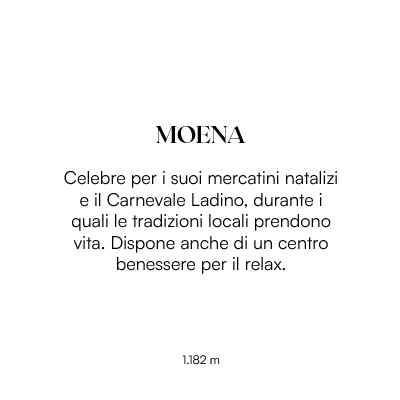 MOENA
Celebre per i suoi mercatini natalizi
e il Carnevale Ladino, durante i
quali le tradizioni locali prendono
vita. Dispone anche di un centro
benessere per il relax.
1.182 m